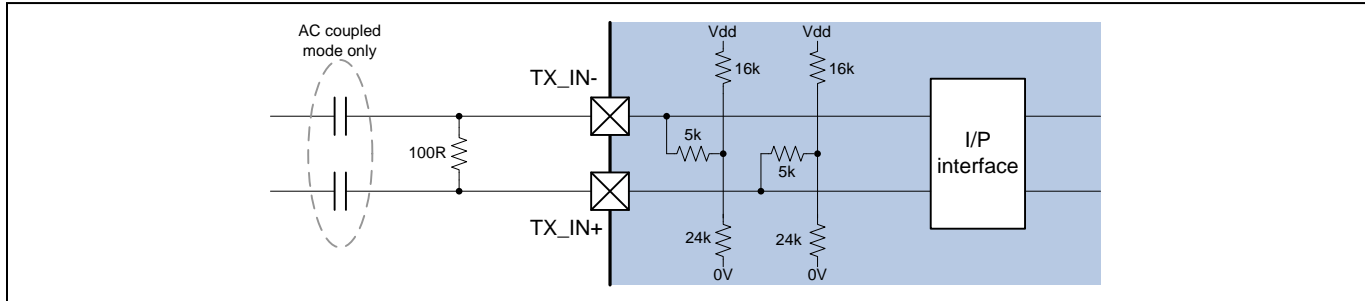 AC coupled
mode only
Vdd
Vdd
16k
16k
TX_IN-
5k
100R
5k
I/P
interface
TX_IN+
24k
24k
0V
0V